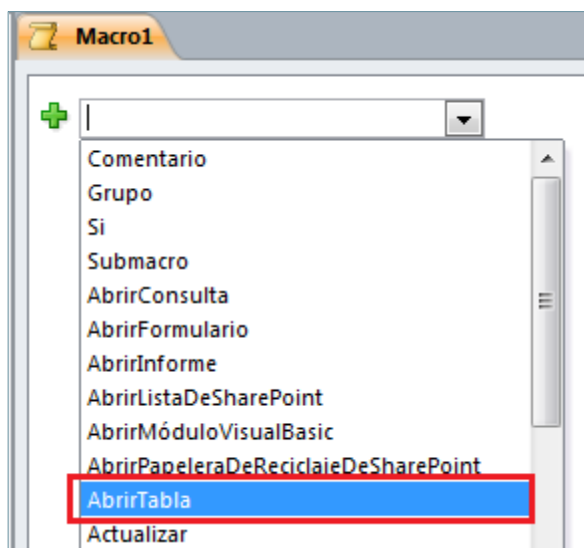 Macro1
Comentario
Grupo
Si
Submacro
AbrirConsulta
AbrirFormulario
AbrirInforme
AbrirListaDeSharePoint
AbrirMóduloVisualBasic
AbrirPapeleraDeReciclajeDeSharePoint
AbrirTabla
Actualizar